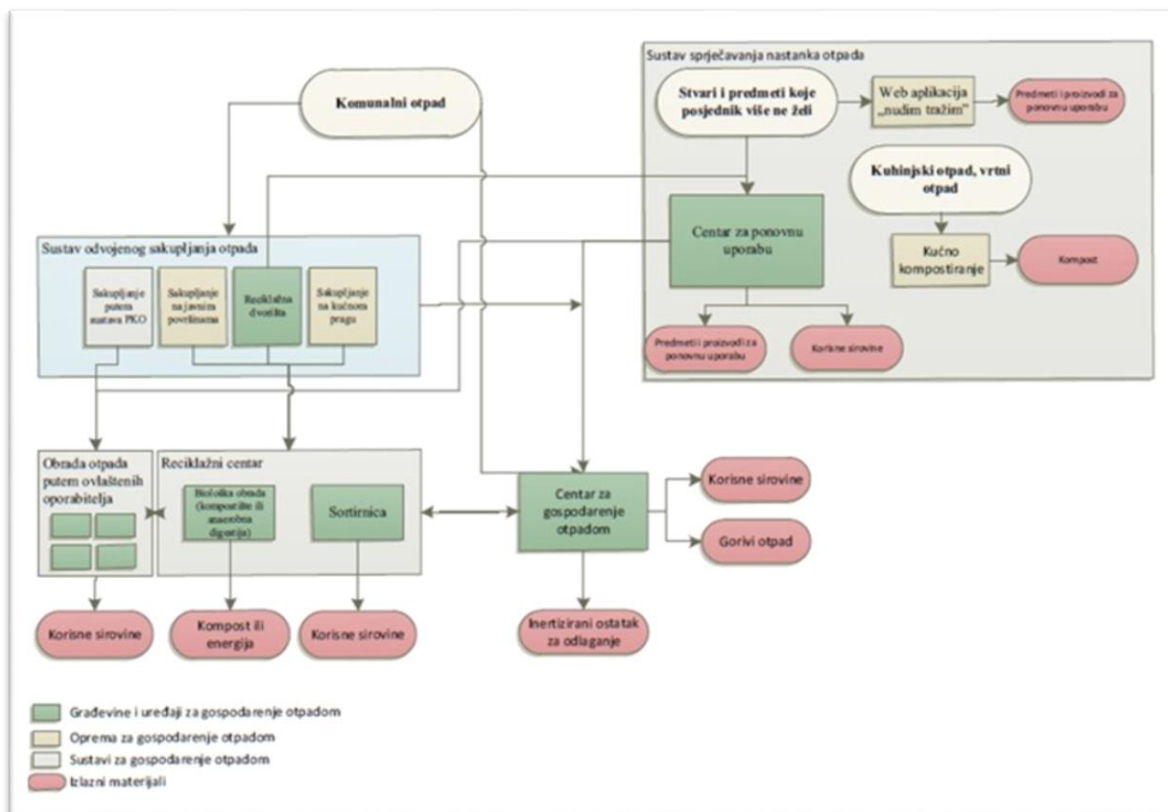 Sustav sprječavanja nastanka otpada
Komunalni otpad
Stvari i predmeti koje
posjednik više ne želi
Web aplikacija
„nudim tražim”
Predmeti i proizvodi za
ponovnu uporabu
Kuhinjski otpad, vrtni
otpad
Centar za ponovnu
uporabu
Kućno
kompostiranje
Kompost
Predmeti i proizvodi za
ponovnu uporabu
Korisne sirovine
Sustav odvojenog sakupljanja otpada
Sakupljanje
putem
sustava PKO
Sakupljanje
na javnim
površinama
Reciklažna
dvorišta
Sakupljanje
na kućnom
pragu
Obrada otpada
putem ovlaštenih
oporabitelja
Reciklažni centar
Biološka obrada
(kompostište ili
anaerobna
digestija)
Sortirnica
Centar za
gospodarenje
otpadom
Korisne sirovine
Gorivi otpad
Korisne sirovine
Kompost ili
energija
Korisne sirovine
Inertizirani ostatak
za odlaganje
Građevine i uređaji za gospodarenje otpadom
Oprema za gospodarenje otpadom
Sustavi za gospodarenje otpadom
Izlazni materijali